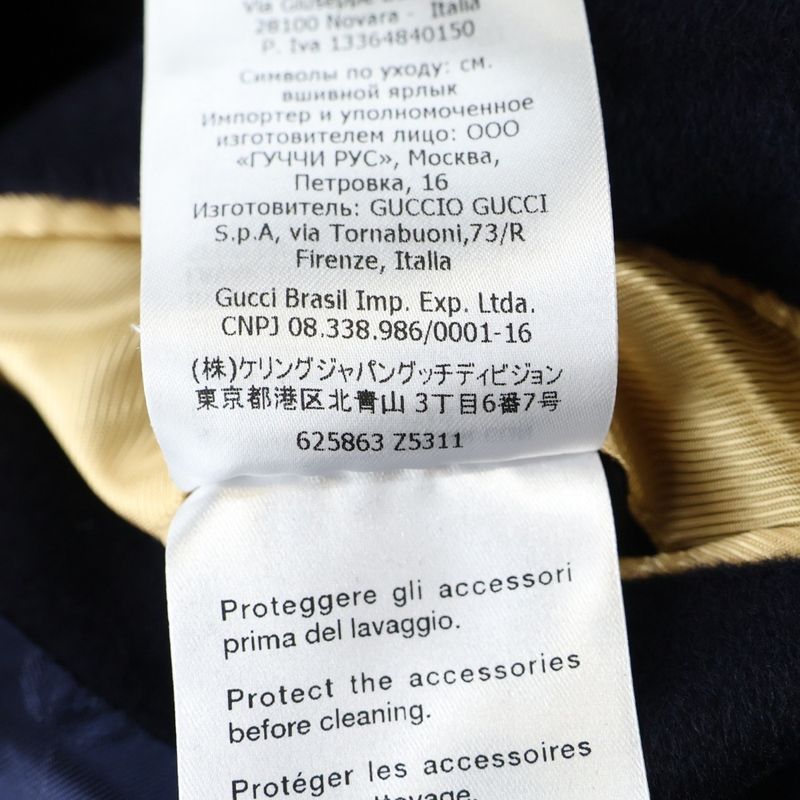 Via Giuseppe
28100 Novara - Italia
P. Iva 13364840150
Символы по уходу: см.
вшивной ярлык
Импортер и уполномоченное
изготовителем лицо: ООО
«ГУЧЧИ РУС», Москва,
Петровка, 16
Изготовитель: GUCCIO GUCCI
S.p.A, via Tornabuoni,73/R
Firenze, Italia
Gucci Brasil Imp. Exp. Ltda.
CNPJ 08.338.986/0001-16
(株)ケリングジャパングッチディビジョン
東京都港区北青山 3丁目6番7号
625863 Z5311
Proteggere gli accessori
prima del lavaggio.
Protect the accessories
before cleaning.
Protéger les accessoires